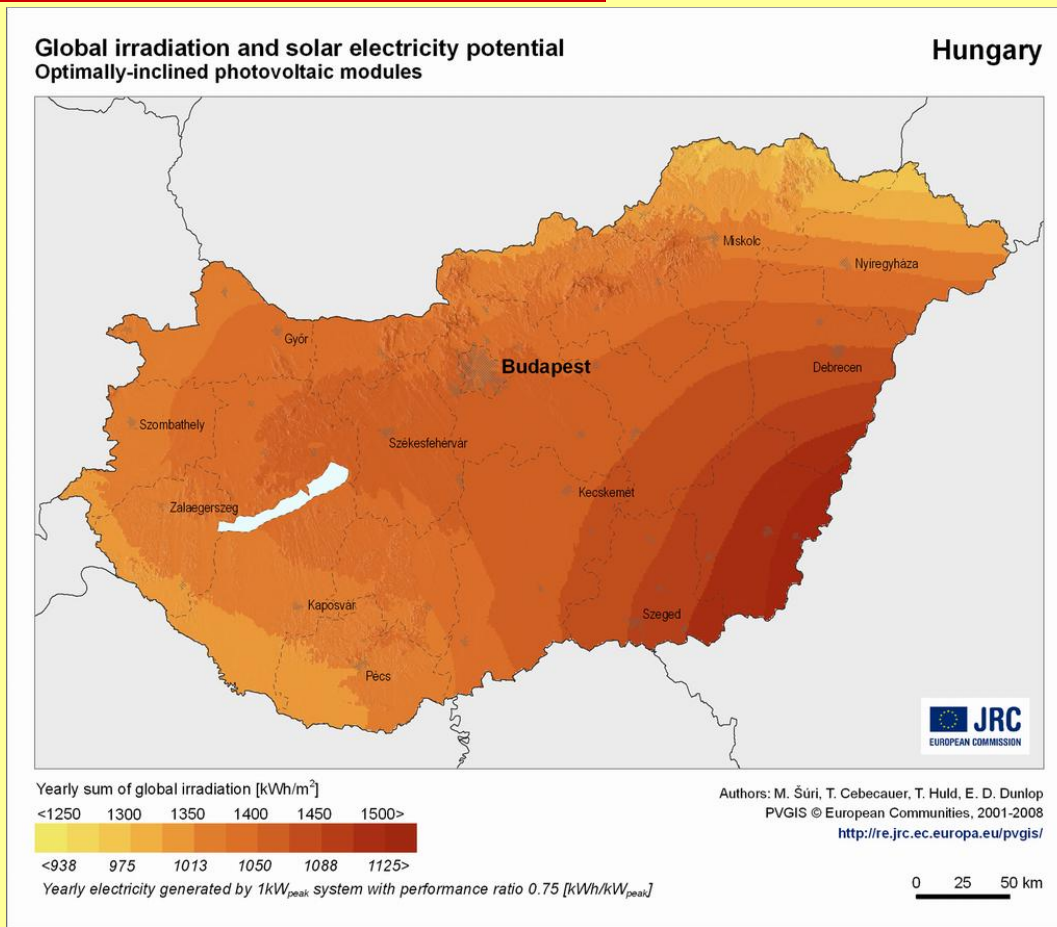 Global irradiation and solar electricity potential
Optimally-inclined photovoltaic modules
Hungary
Miskolc
Nyíregyháza
Győr
Budapest
Debrecen
Szombathely
Székesfehérvár
Kecskemét
Zalaegerszeg
Kaposvár
Szeged
Pécs
JRC
EUROPEAN COMMISSION
Yearly sum of global irradiation [kWh/m²]
<1250 1300 1350 1400 1450 1500>
<938 975 1013 1050 1088 1125>
Yearly electricity generated by 1kWpeak system with performance ratio 0.75 [kWh/kWpeak]
Authors: M. Šúri, T. Cebecauer, T. Huld, E. D. Dunlop
PVGIS © European Communities, 2001-2008
http://re.jrc.ec.europa.eu/pvgis/
0 25 50 km